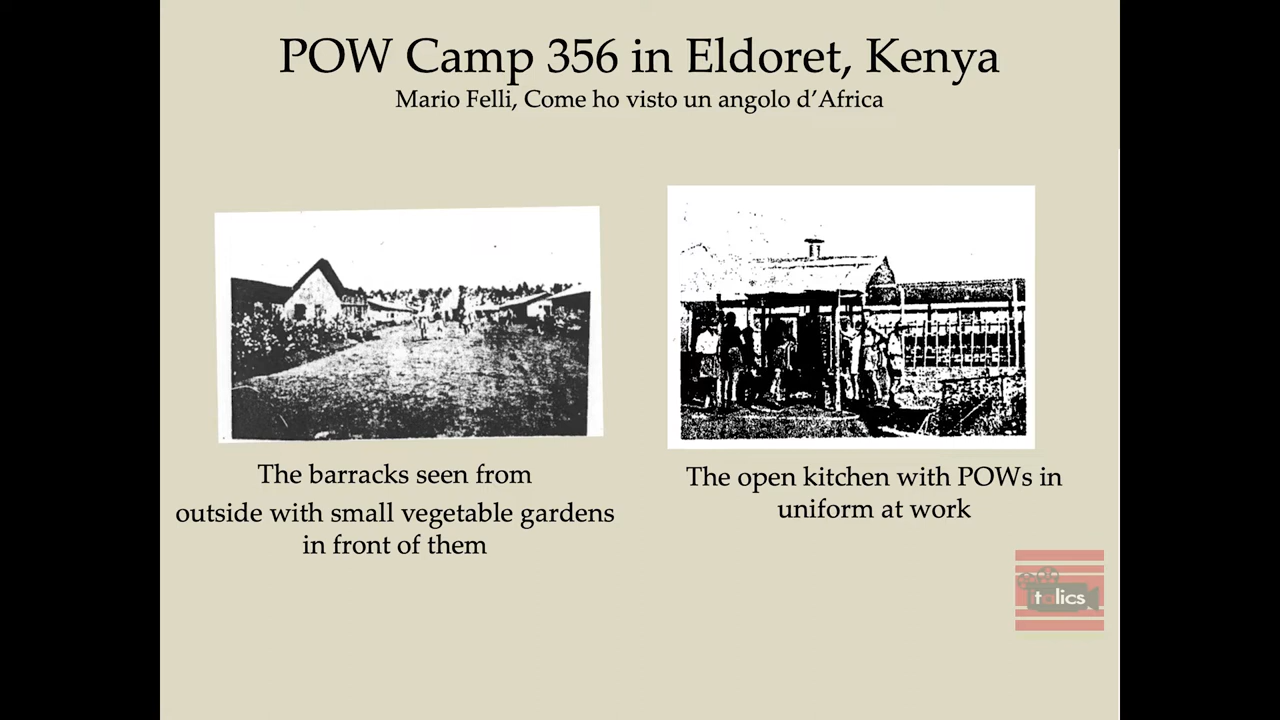 POW Camp 356 in Eldoret, Kenya
Mario Felli, Come ho visto un angolo d’Africa
The barracks seen from
outside with small vegetable gardens
in front of them
The open kitchen with POWs in
uniform at work
Italics